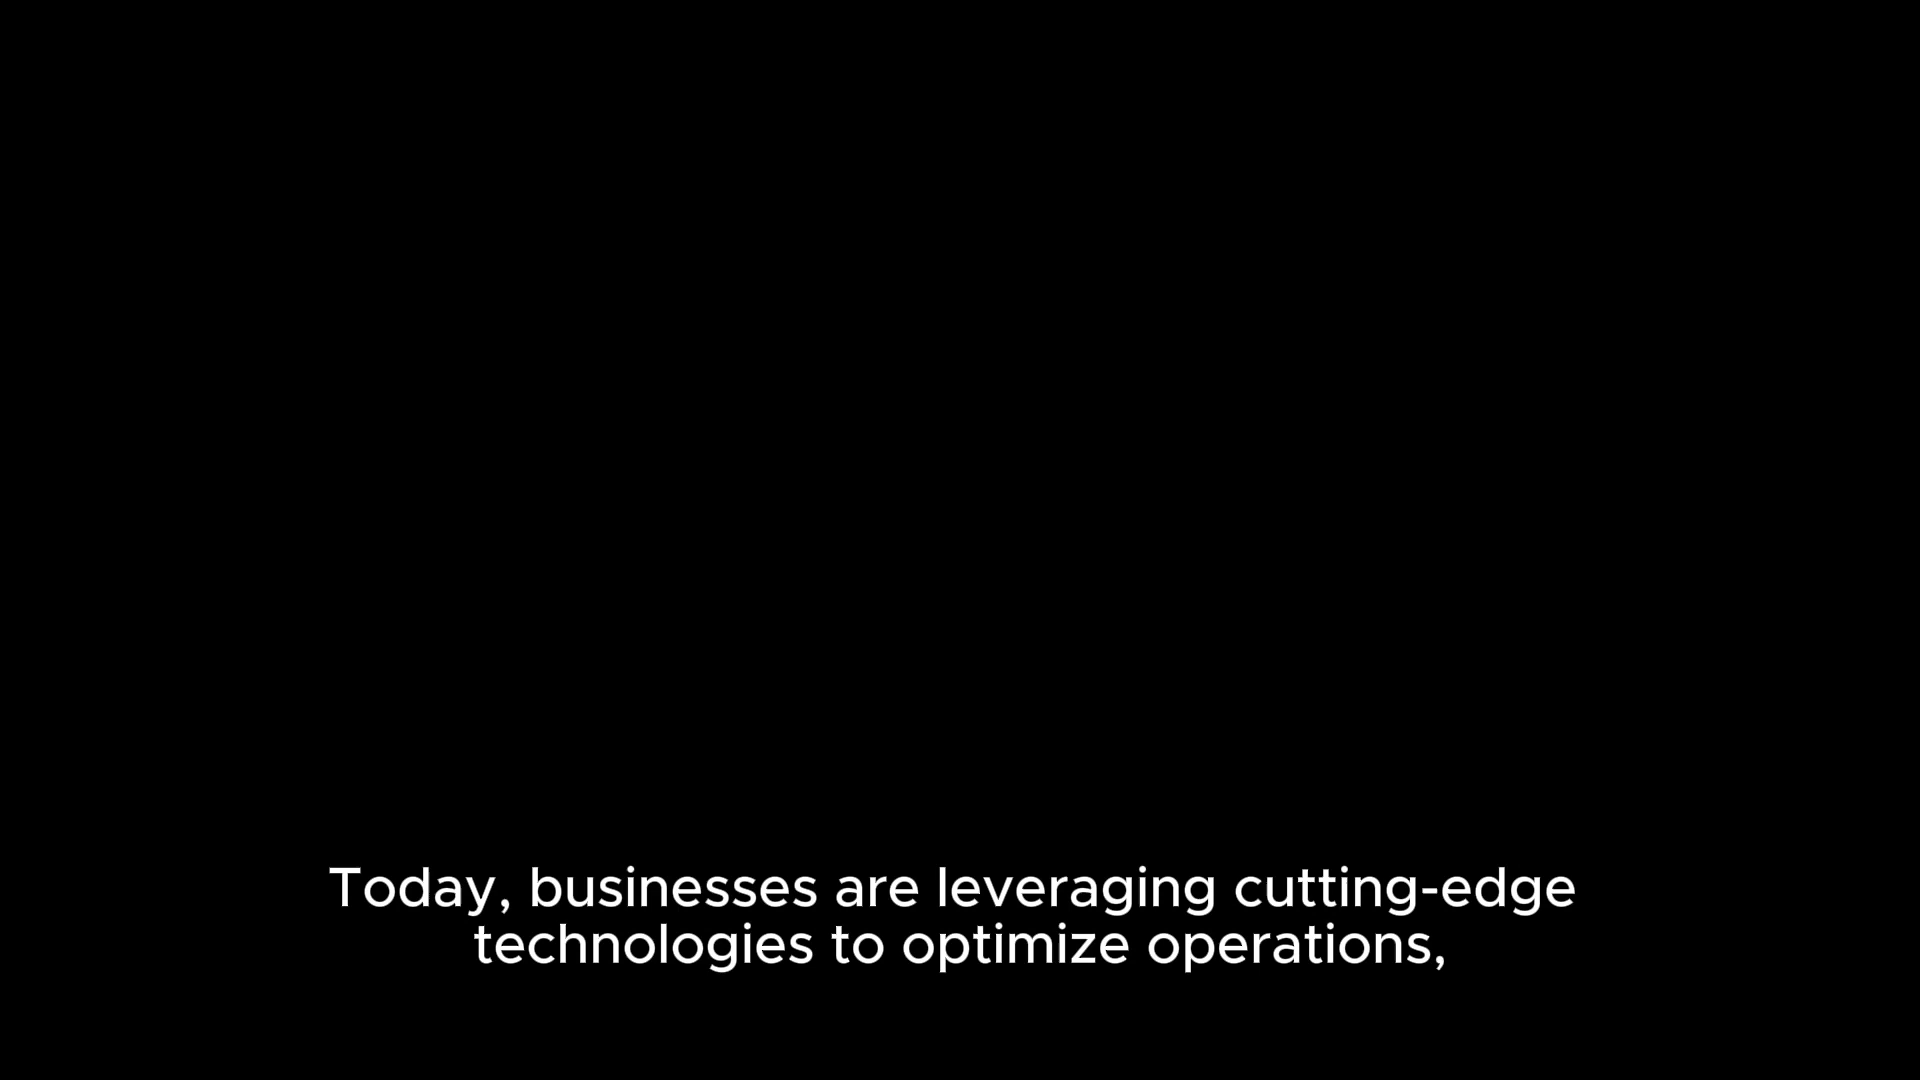 Today, businesses are leveraging cutting-edge
technologies to optimize operations,